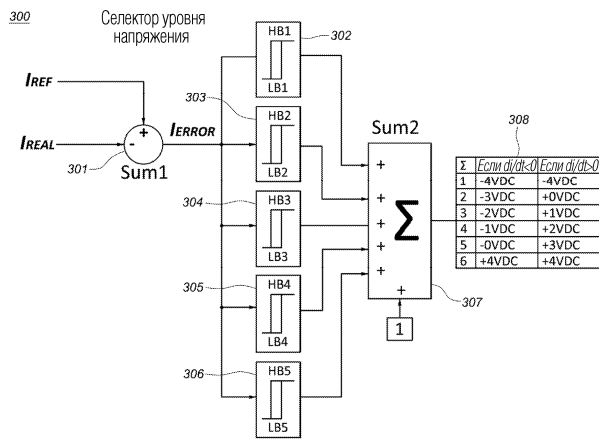 300
Селектор уровня
напряжения
IREF
IREAL
+
-
301
Sum1
IERROR
HB1
LB1
302
303
HB2
LB2
304
HB3
LB3
305
HB4
LB4
306
HB5
LB5
Sum2
+
+
+
+
+
+
Σ
1
307
308
Σ Если di/dt<0 Если di/dt>0
1 -4VDC -4VDC
2 -3VDC +0VDC
3 -2VDC +1VDC
4 -1VDC +2VDC
5 -0VDC +3VDC
6 +4VDC +4VDC